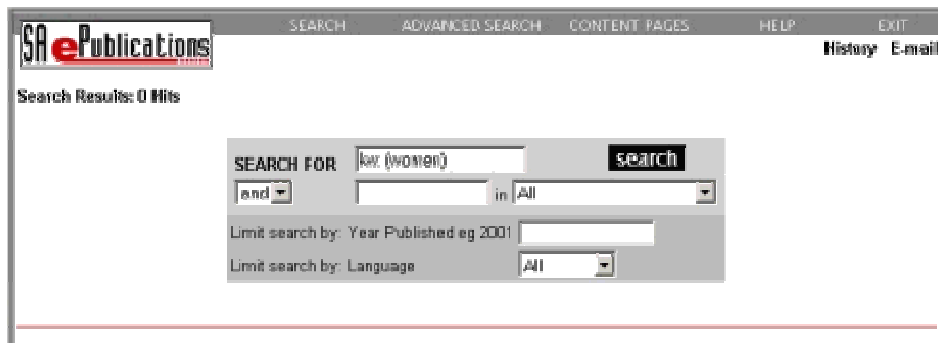 SEARCH ADVANCED SEARCH CONTENT PAGES HELP EXIT
SA ePublications
History E-mail
Search Results: 0 Hits
SEARCH FOR kw: (women) search
and in All
Limit search by: Year Published eg 2001
Limit search by: Language All